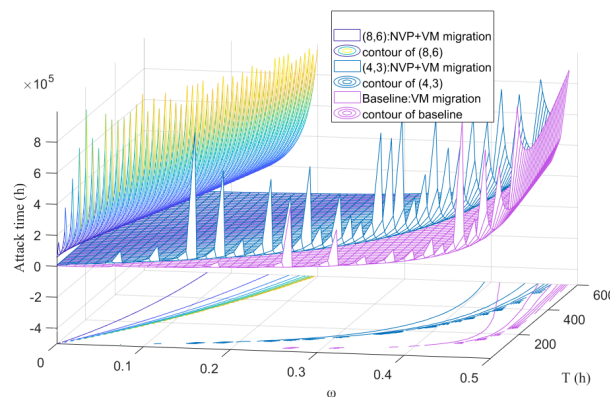 (8,6):NVP+VM migration
contour of (8,6)
(4,3):NVP+VM migration
contour of (4,3)
Baseline:VM migration
contour of baseline
×10⁵
8
6
4
2
0
-2
-4
Attack time (h)
0
0.1
0.2
0.3
0.4
0.5
ω
200
400
600
T (h)